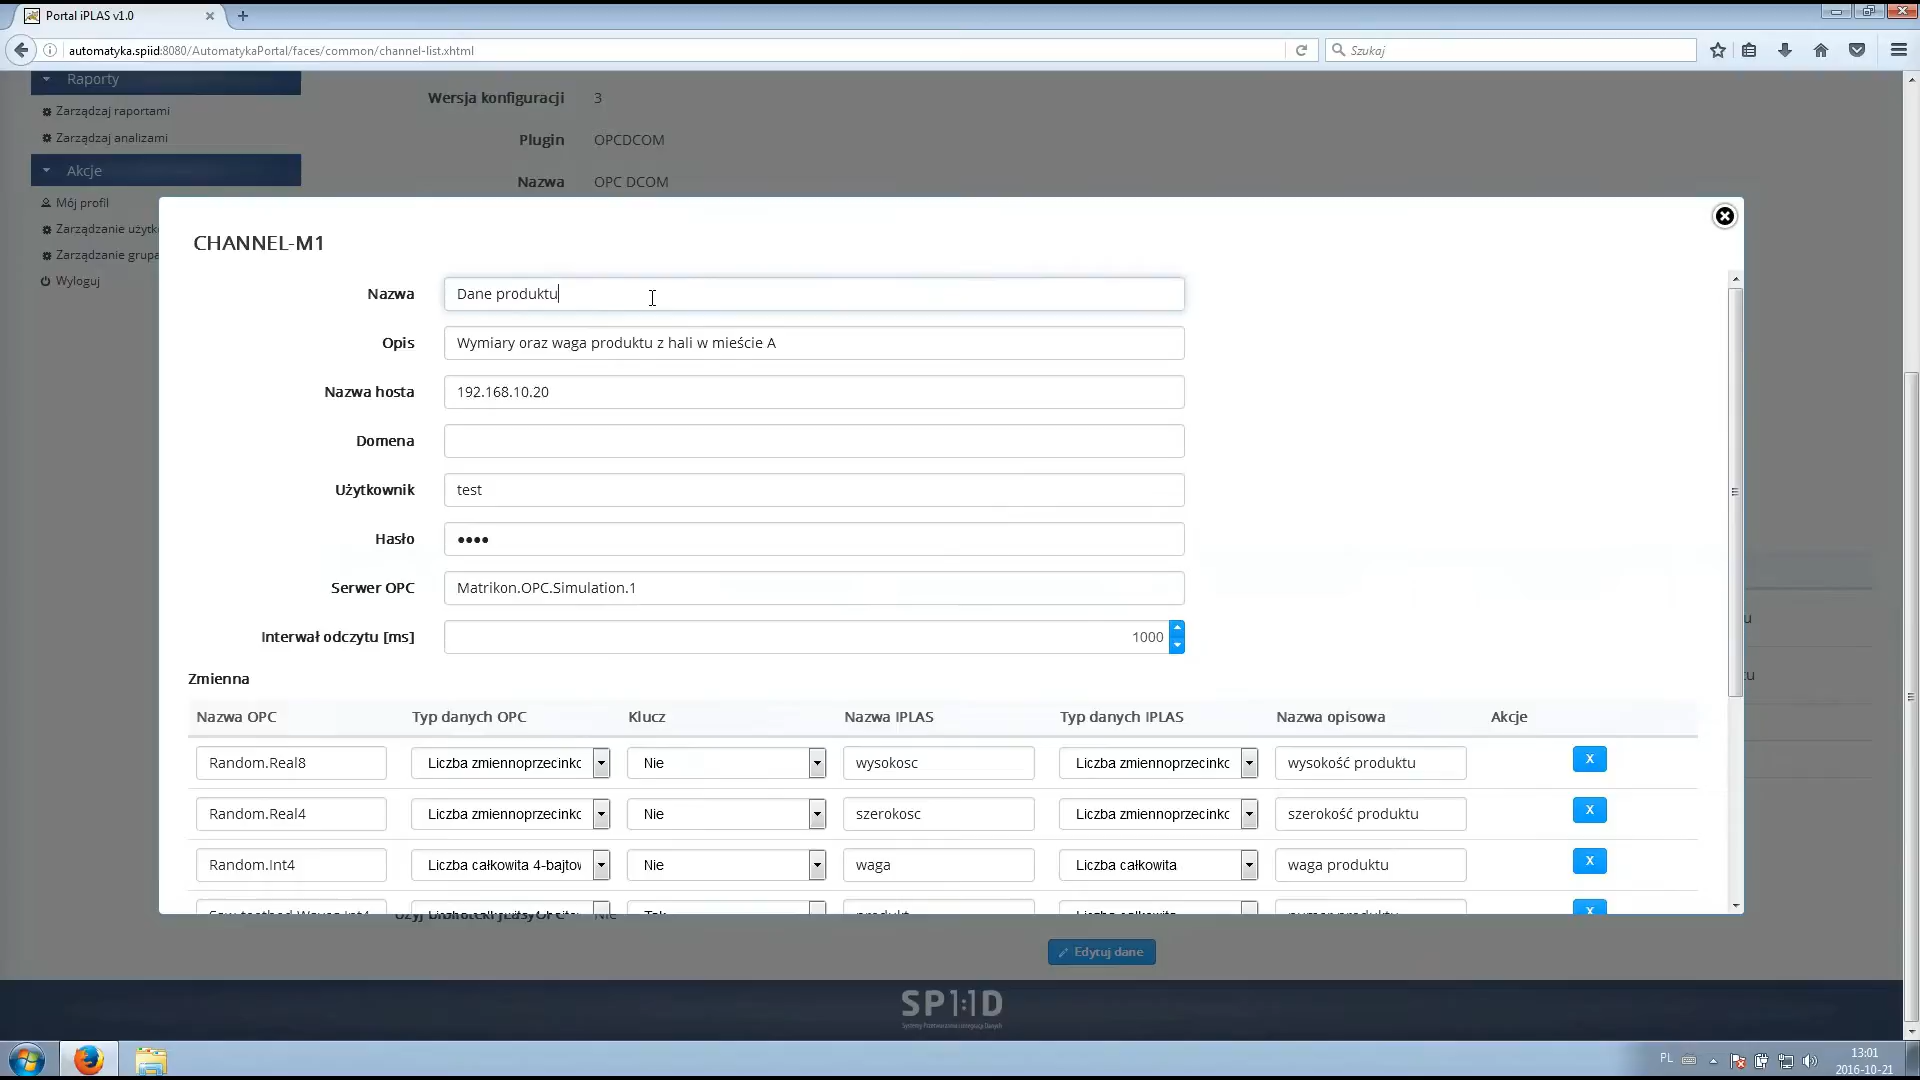 Portal iPLAS v1.0
automatyka.spiid:8080/AutomatykaPortal/faces/common/channel-list.xhtml
Szukaj
Raporty
Zarządzaj raportami
Zarządzaj analizami
Akcje
Mój profil
Zarządzanie użytk
Zarządzanie grupa
Wyloguj
Wersja konfiguracji 3
Plugin OPCDCOM
Nazwa OPC DCOM
CHANNEL-M1
Nazwa Dane produktu
Opis Wymiary oraz waga produktu z hali w mieście A
Nazwa hosta 192.168.10.20
Domena
Użytkownik test
Hasło ••••
Serwer OPC Matrikon.OPC.Simulation.1
Interwał odczytu [ms] 1000
Zmienna
Nazwa OPC Typ danych OPC Klucz Nazwa IPLAS Typ danych IPLAS Nazwa opisowa Akcje
Random.Real8 Liczba zmiennoprzecinkc Nie wysokosc Liczba zmiennoprzecinkc wysokość produktu X
Random.Real4 Liczba zmiennoprzecinkc Nie szerokosc Liczba zmiennoprzecinkc szerokość produktu X
Random.Int4 Liczba całkowita 4-bajtov Nie waga Liczba całkowita waga produktu X
Edytuj dane
SPIID
Systemy Przetwarzania i Integracji Danych
PL
13:01
2016-10-21